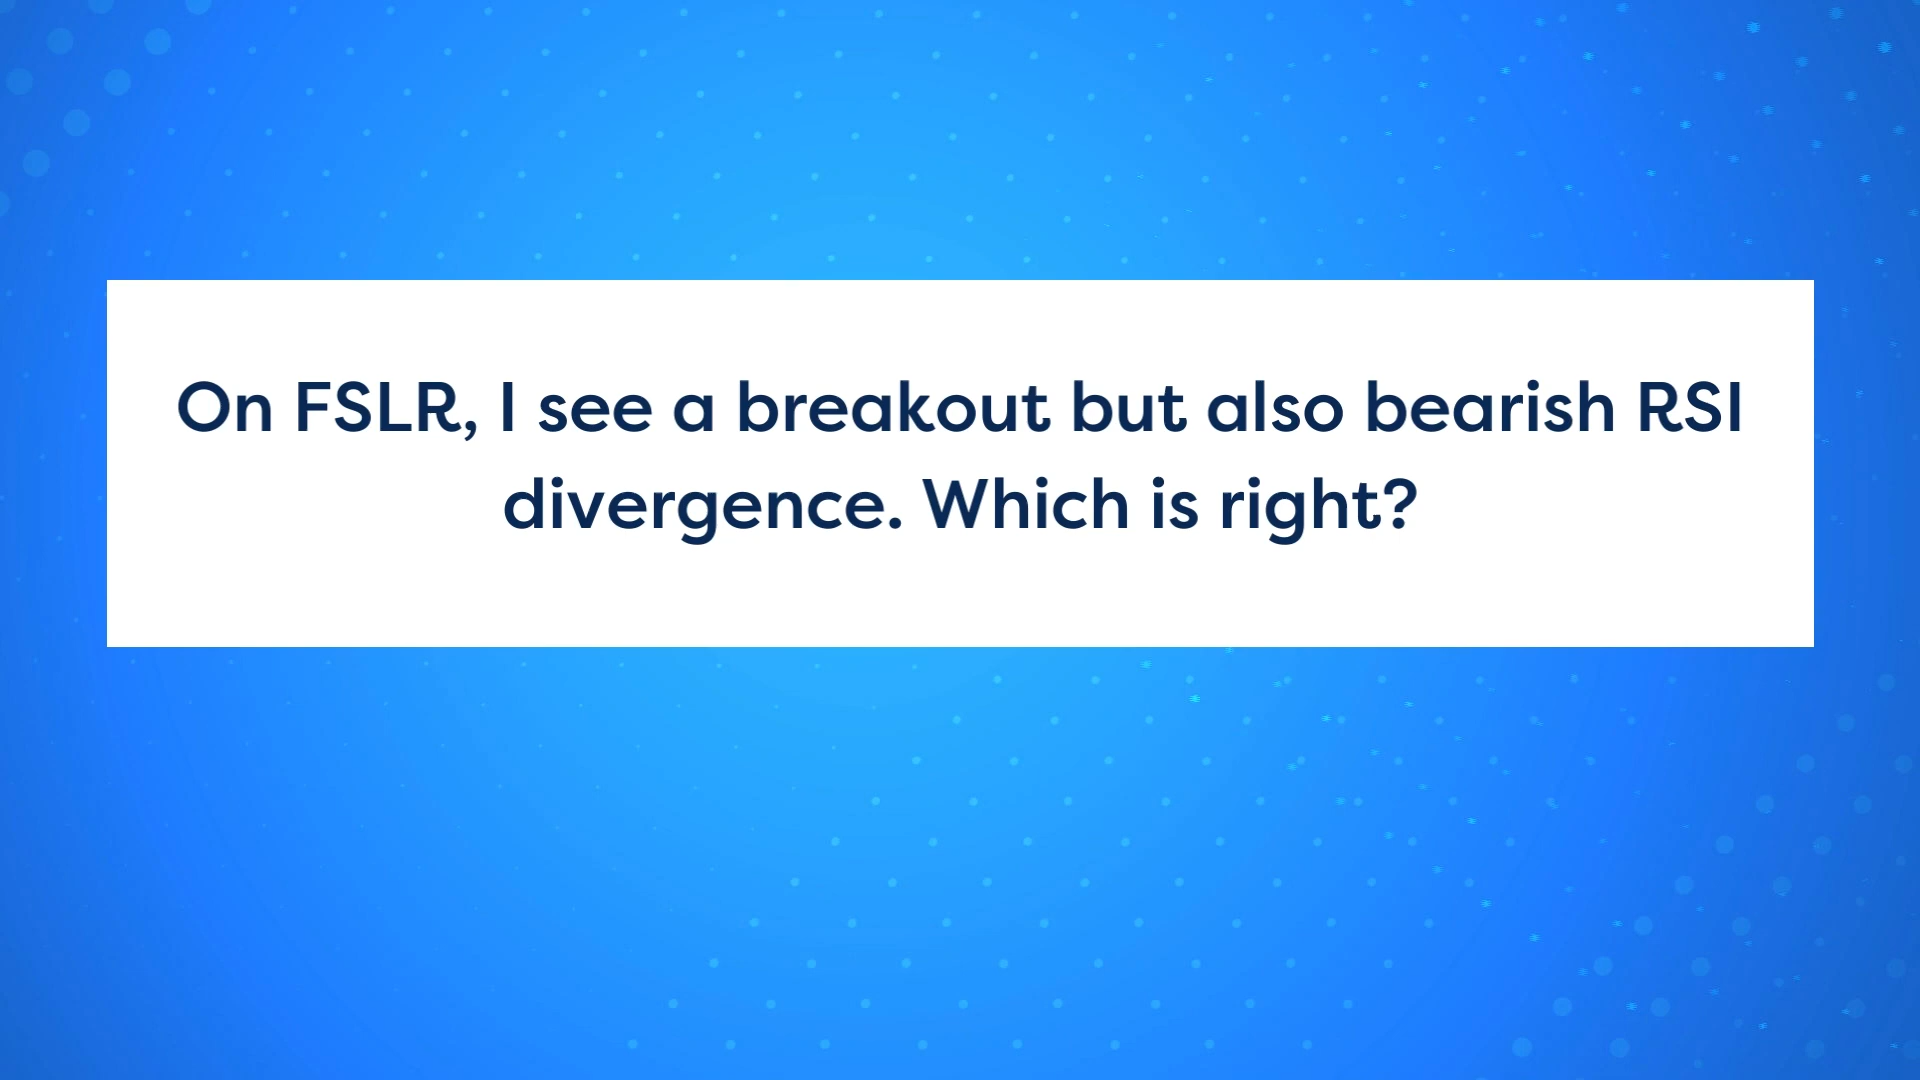 On FSLR, I see a breakout but also bearish RSI
divergence. Which is right?